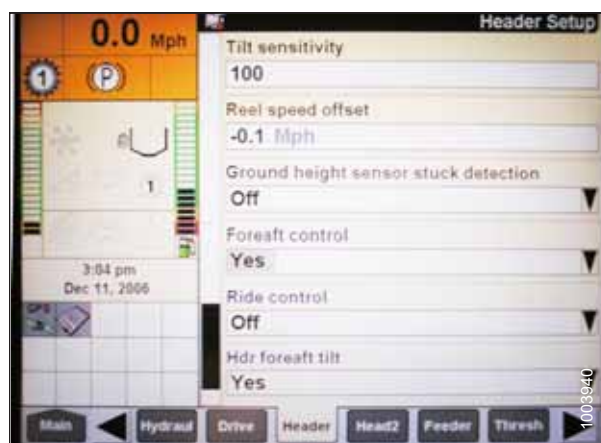 0.0 Mph
Header Setup
1
P
1
3:04 pm
Dec 11, 2006
GPS
Tilt sensitivity
100
Reel speed offset
-0.1 Mph
Ground height sensor stuck detection
Off
Foreaft control
Yes
Ride control
Off
Hdr foreaft tilt
Yes
Main
Hydraul
Drive
Header
Head2
Feeder
Thresh
1003940